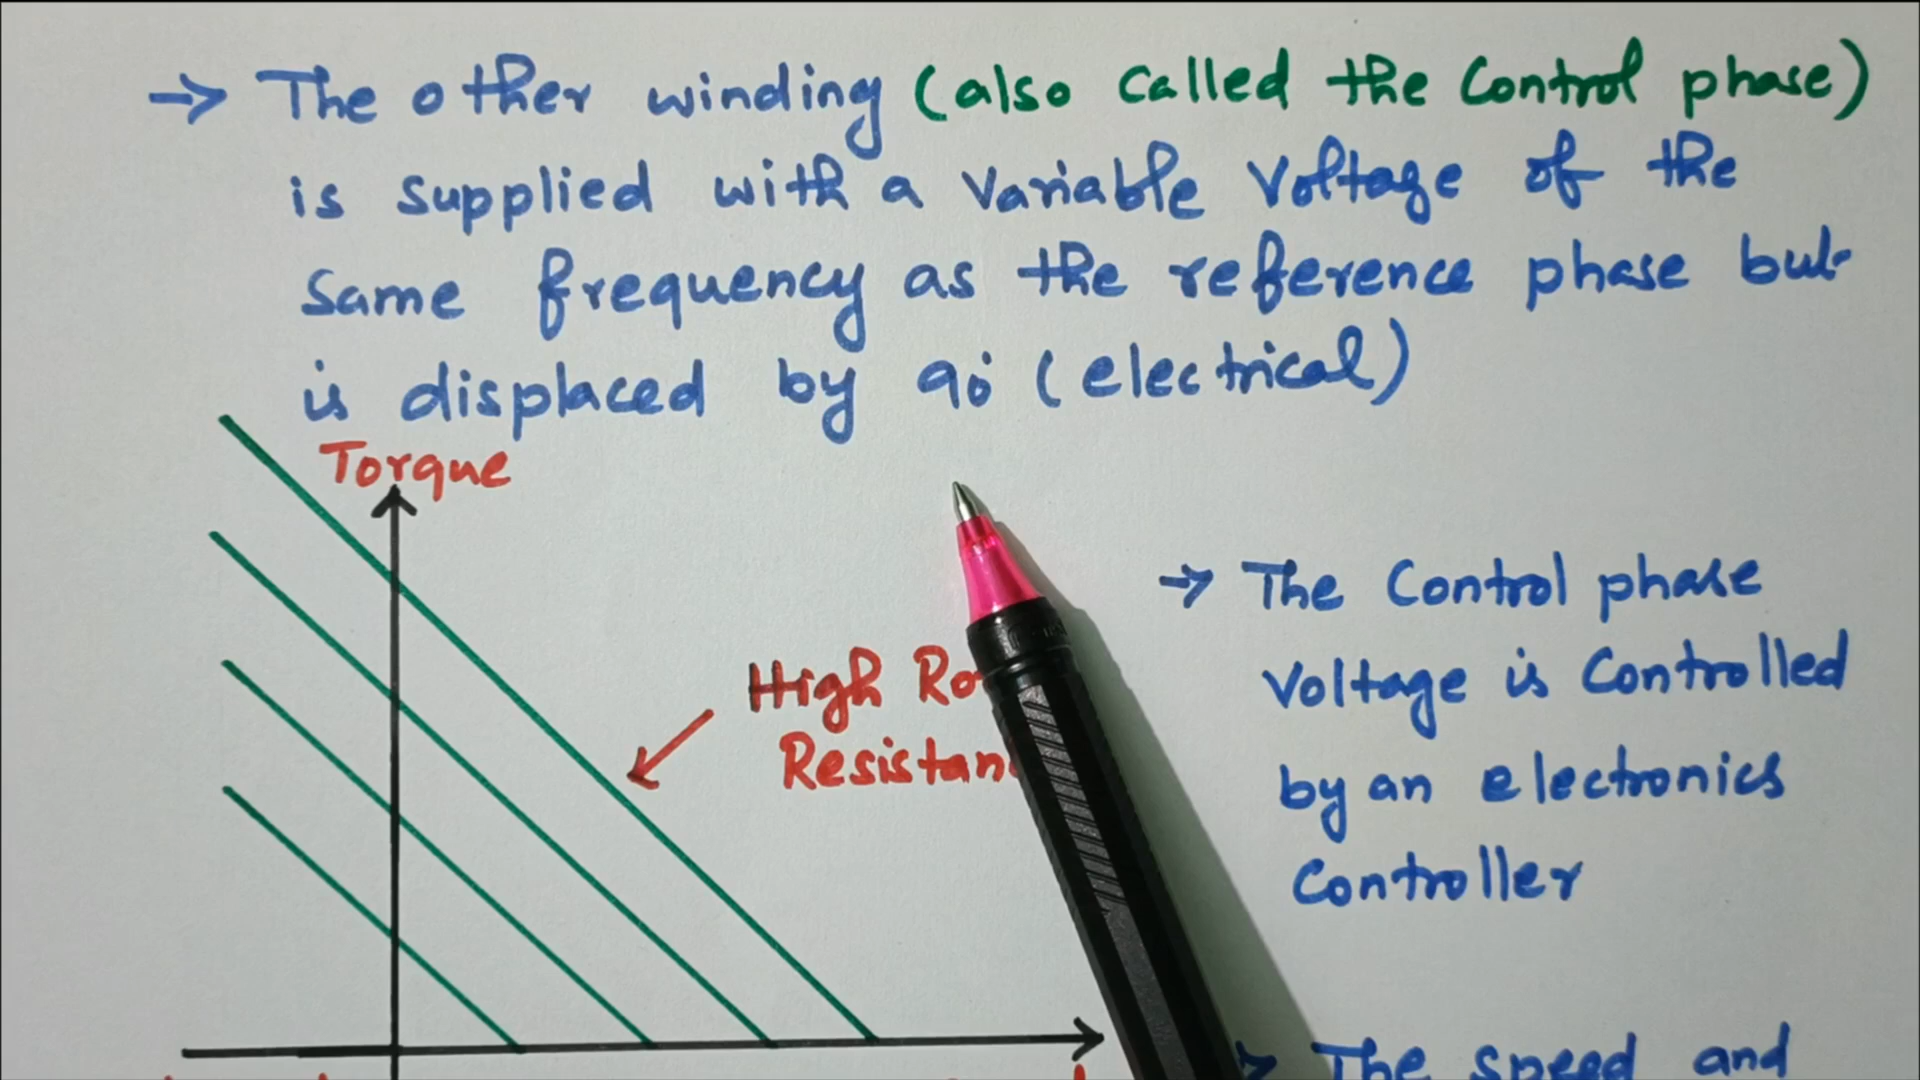 → The other winding (also called the Control phase)
is supplied with a variable voltage of the
same frequency as the reference phase but
is displaced by 90° (electrical)
Torque
High
→ The Control phase
voltage is controlled
by an electronics
controller
→ The speed and